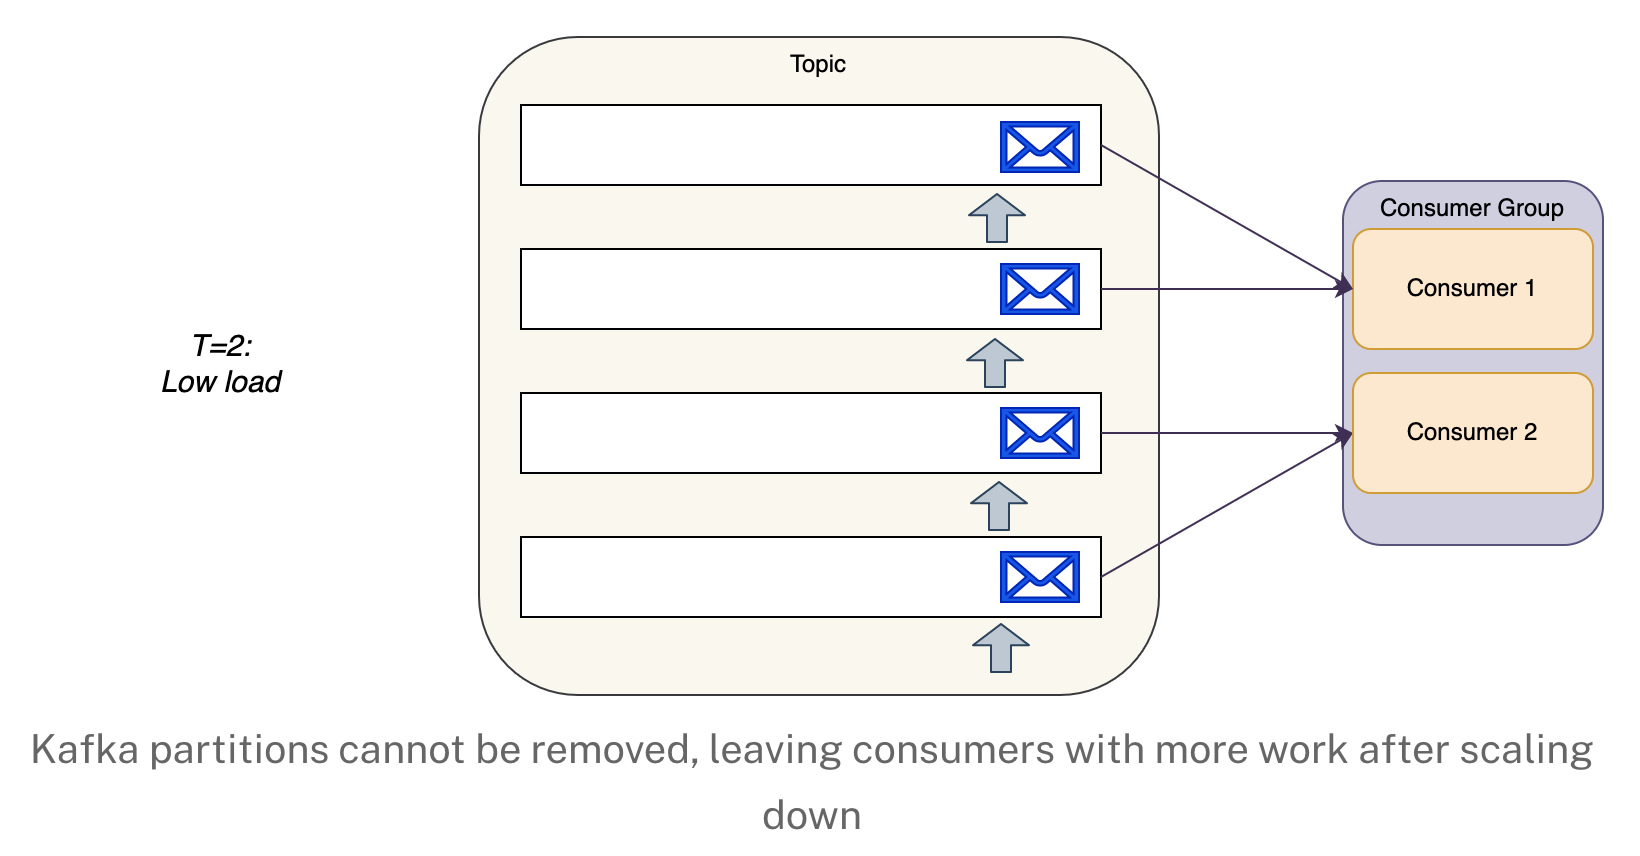 Topic
Consumer Group
Consumer 1
T=2:
Low load
Consumer 2
Kafka partitions cannot be removed, leaving consumers with more work after scaling
down